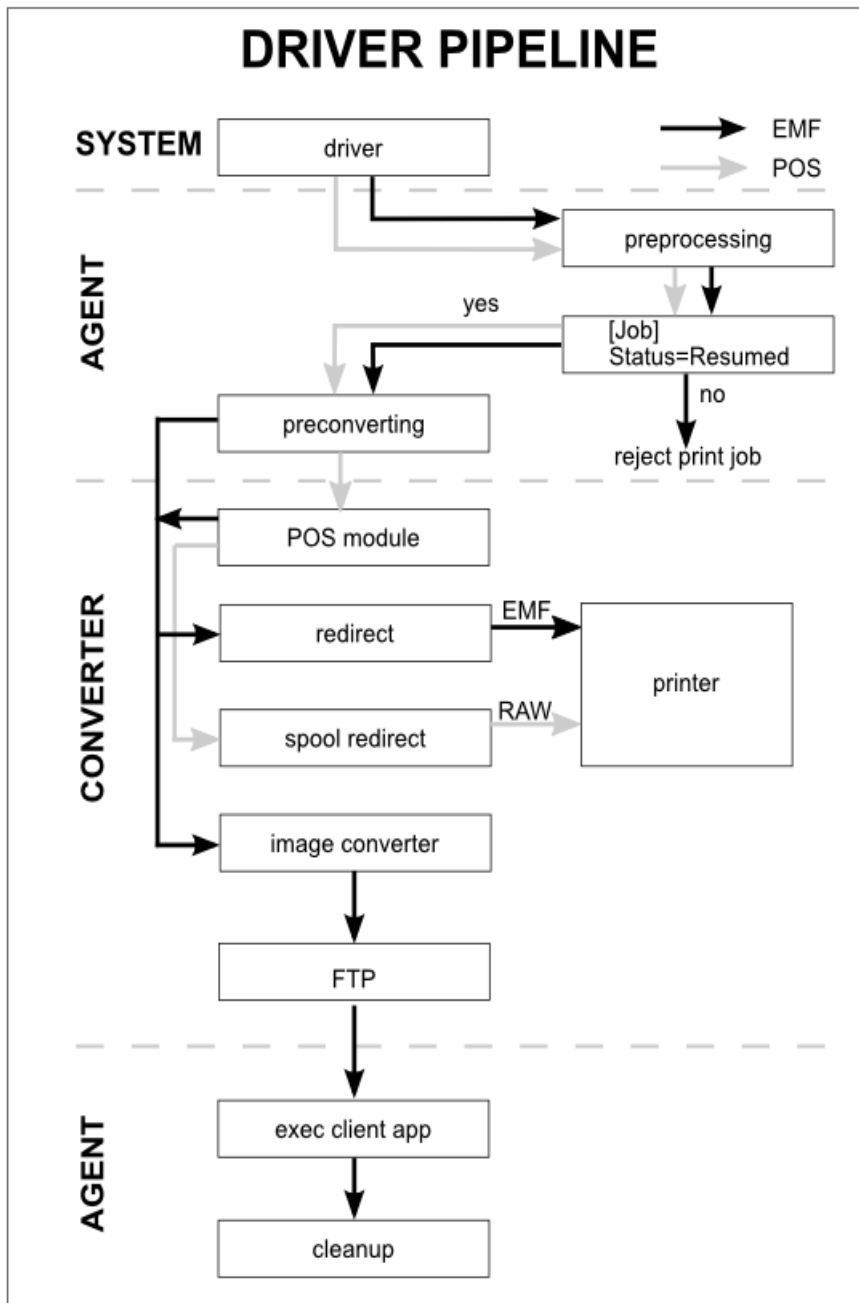 DRIVER PIPELINE
SYSTEM
driver
EMF
POS
AGENT
preprocessing
yes
[Job]
Status=Resumed
no
preconverting
reject print job
CONVERTER
POS module
redirect
EMF
printer
spool redirect
RAW
image converter
FTP
AGENT
exec client app
cleanup